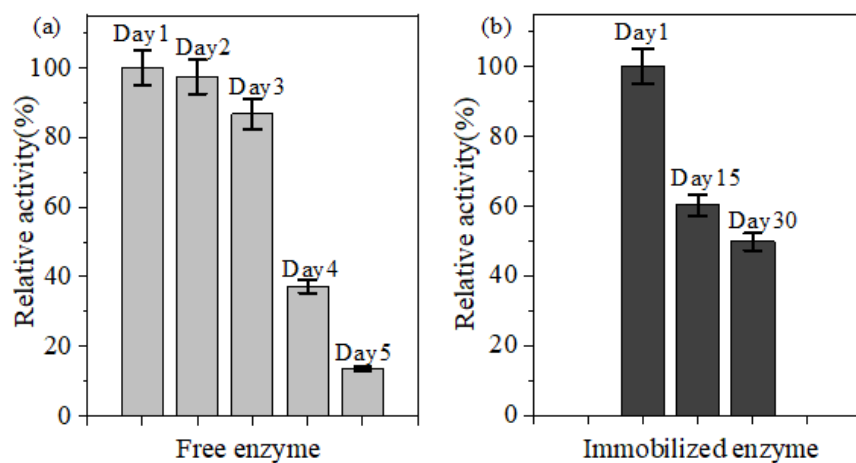 (a)
Day1
Day2
Day3
Day4
Day5
100
80
60
40
20
0
Relative activity(%)
Free enzyme
(b)
Day1
Day15
Day30
100
80
60
40
20
0
Relative activity(%)
Immobilized enzyme